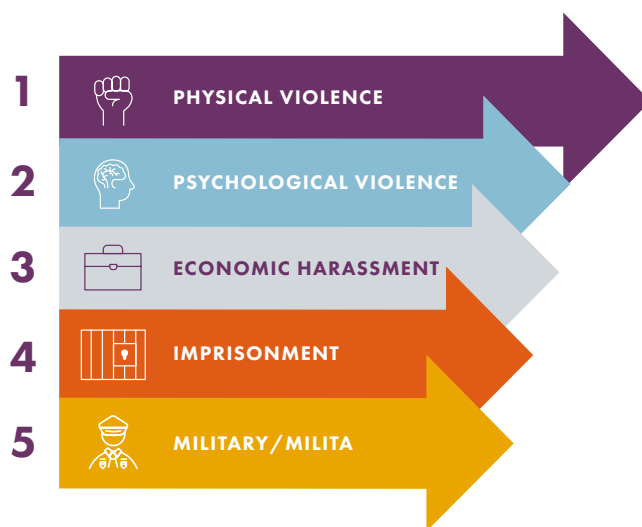 1 PHYSICAL VIOLENCE
2 PSYCHOLOGICAL VIOLENCE
3 ECONOMIC HARASSMENT
4 IMPRISONMENT
5 MILITARY/MILITA